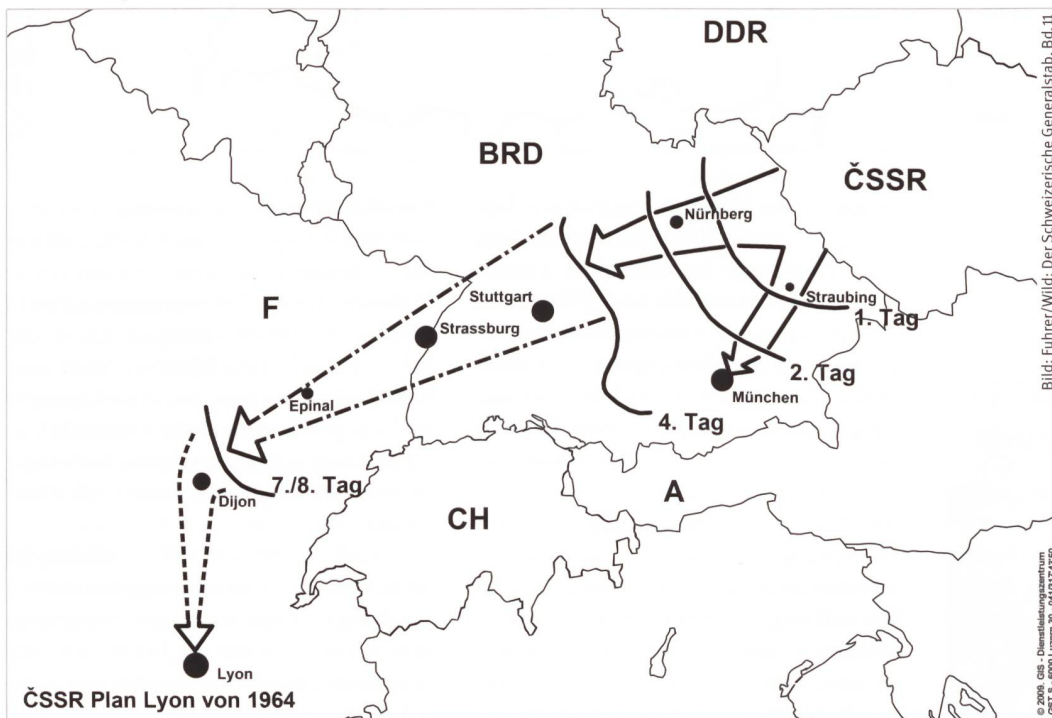 DDR
BRD
ČSSR
Nürnberg
Straubing
1. Tag
F
Stuttgart
Strassburg
2. Tag
München
Epinal
4. Tag
7./8. Tag
Dijon
A
CH
Lyon
ČSSR Plan Lyon von 1964
Bild: Fuhrer/Wild: Der Schweizerische Generalstab, Bd.11
© 2009, GIS - Dienstleistungszentrum